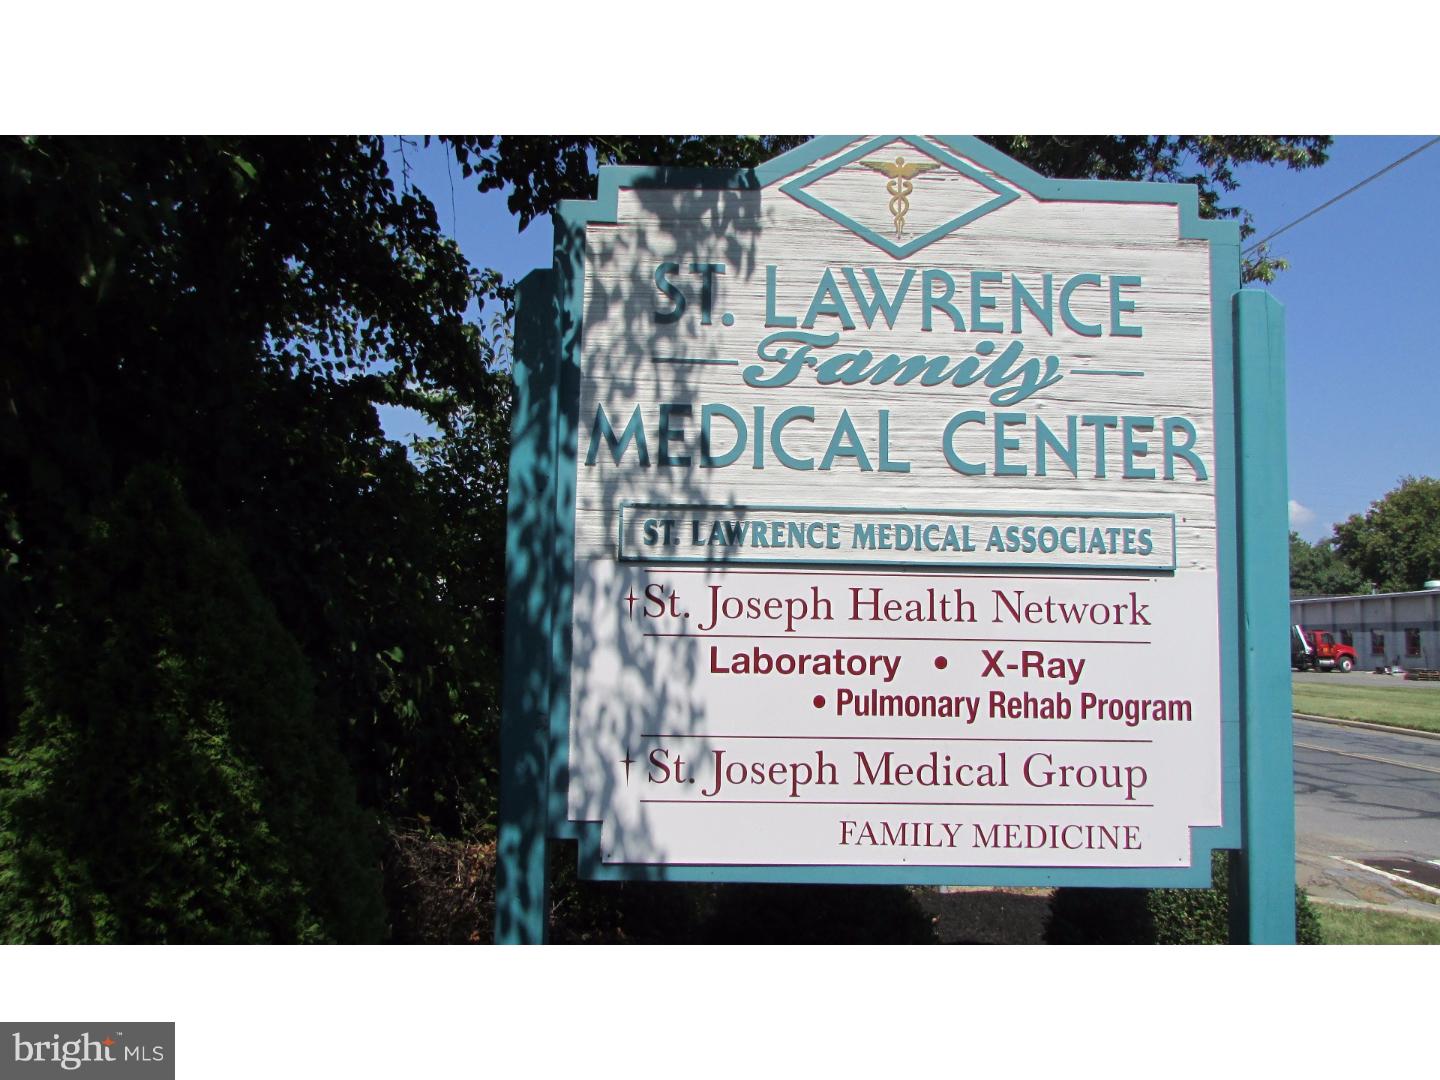 ST. LAWRENCE
Family
MEDICAL CENTER
ST. LAWRENCE MEDICAL ASSOCIATES
St. Joseph Health Network
Laboratory • X-Ray
• Pulmonary Rehab Program
St. Joseph Medical Group
FAMILY MEDICINE
bright™ MLS